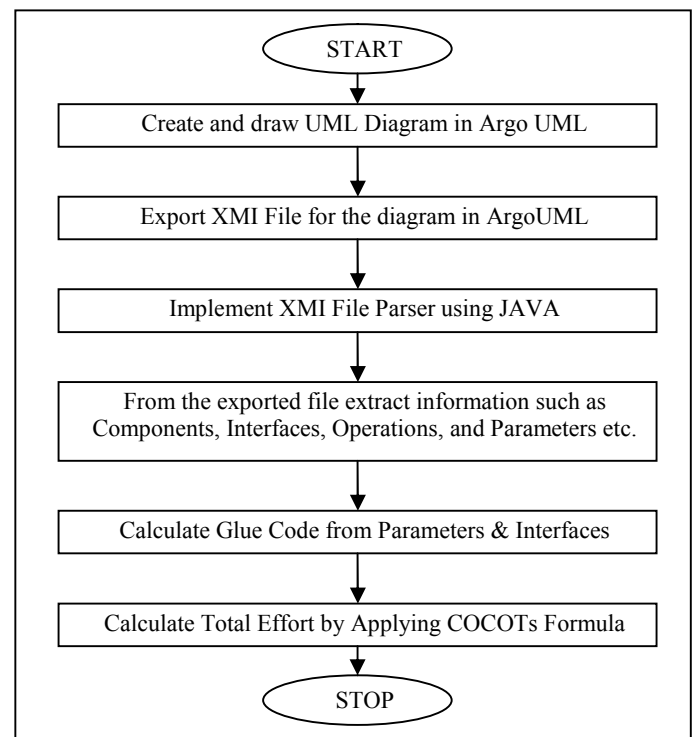 START
Create and draw UML Diagram in Argo UML
Export XMI File for the diagram in ArgoUML
Implement XMI File Parser using JAVA
From the exported file extract information such as
Components, Interfaces, Operations, and Parameters etc.
Calculate Glue Code from Parameters & Interfaces
Calculate Total Effort by Applying COCOTs Formula
STOP